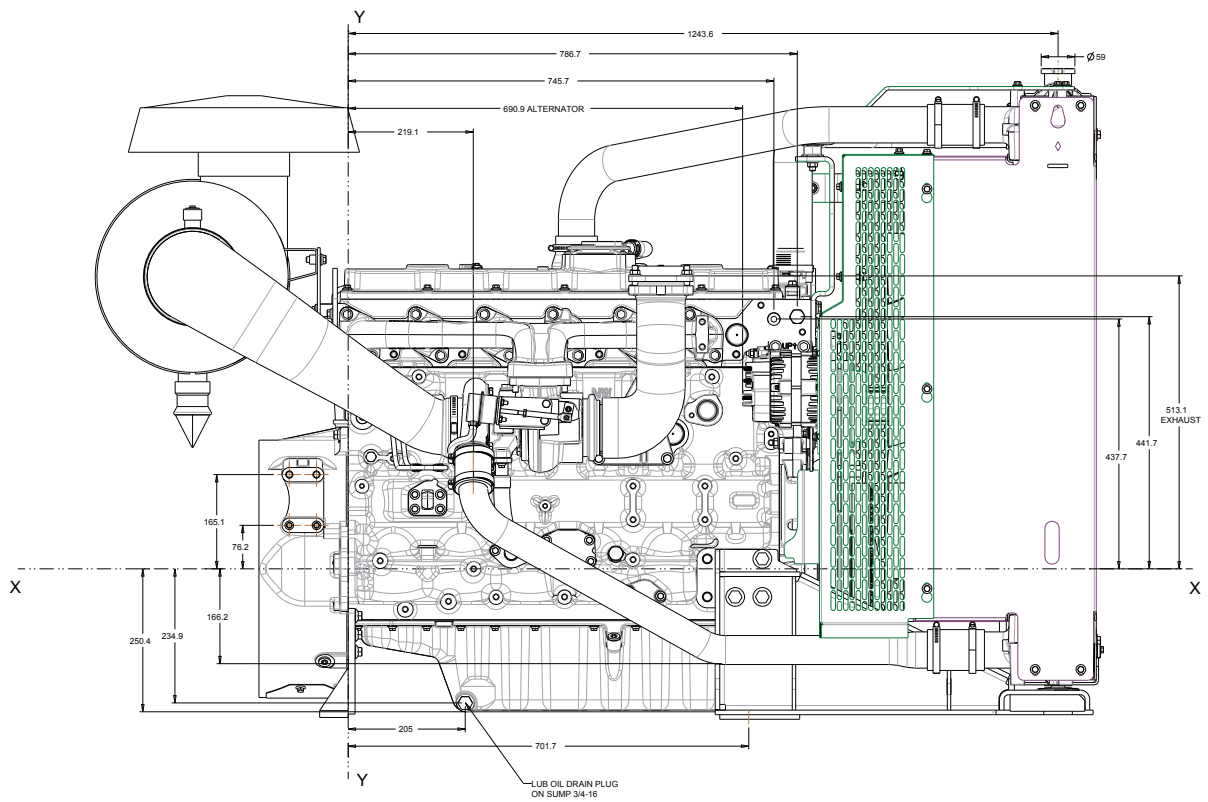 Y
1243.6
786.7
Ø 59
745.7
690.9 ALTERNATOR
219.1
UP
513.1
EXHAUST
441.7
437.7
165.1
76.2
X
X
166.2
234.9
250.4
205
701.7
Y
LUB OIL DRAIN PLUG
ON SUMP 3/4-16